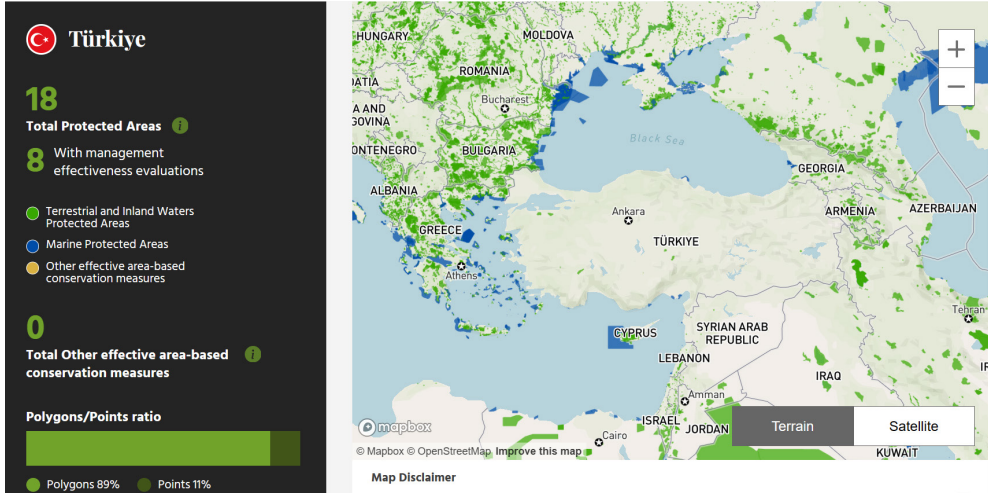 Türkiye
18
Total Protected Areas i
8 With management
effectiveness evaluations
Terrestrial and Inland Waters
Protected Areas
Marine Protected Areas
Other effective area-based
conservation measures
0
Total Other effective area-based i
conservation measures
Polygons/Points ratio
Polygons 89% Points 11%
HUNGARY
MOLDOVA
ROMANIA
Bucharest
A AND
GOVINA
ONTENEGRO
BULGARIA
Black Sea
GEORGIA
ALBANIA
GREECE
Ankara
ARMENIA
AZERBAIJAN
TÜRKIYE
Athens
Tehran
CYPRUS
SYRIAN ARAB
REPUBLIC
LEBANON
IRAQ
Amman
ISRAEL
JORDAN
Cairo
KUWAIT
+
−
Terrain
Satellite
mapbox
© Mapbox © OpenStreetMap Improve this map
Map Disclaimer